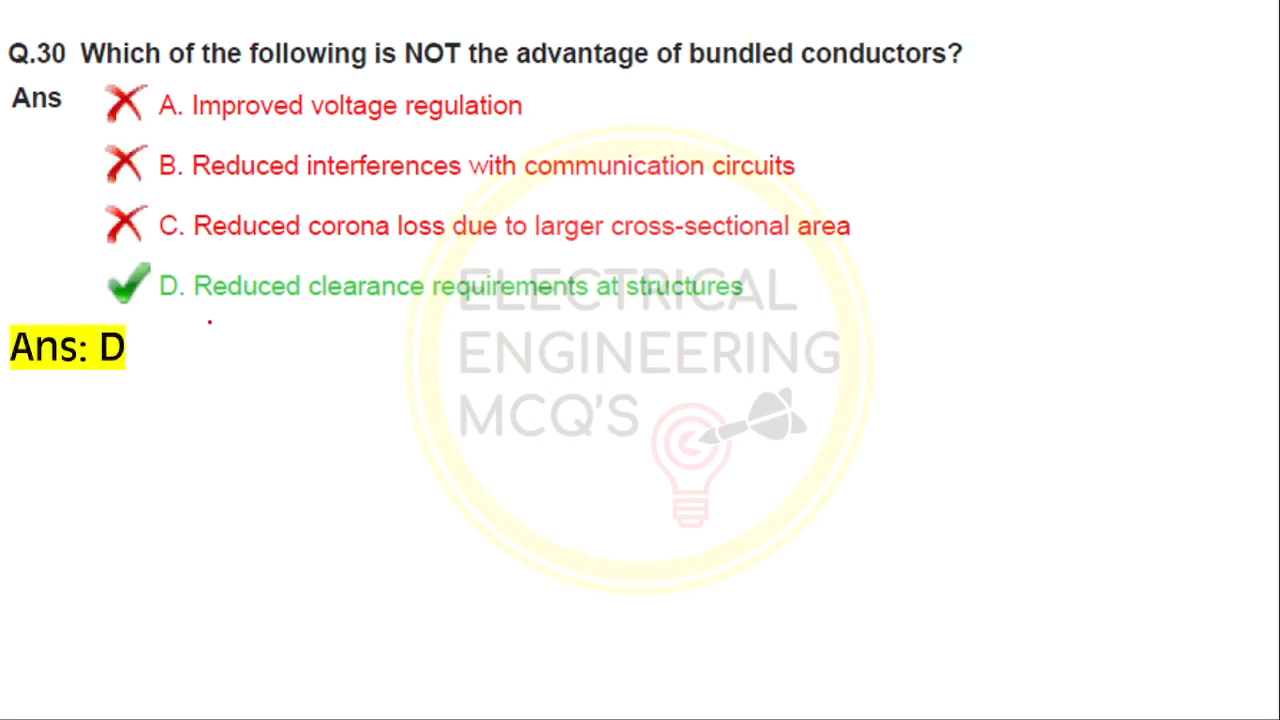 Q.30 Which of the following is NOT the advantage of bundled conductors?
Ans
A. Improved voltage regulation
B. Reduced interferences with communication circuits
C. Reduced corona loss due to larger cross-sectional area
D. Reduced clearance requirements at structures
Ans: D
ELECTRICAL
ENGINEERING
MCQ'S